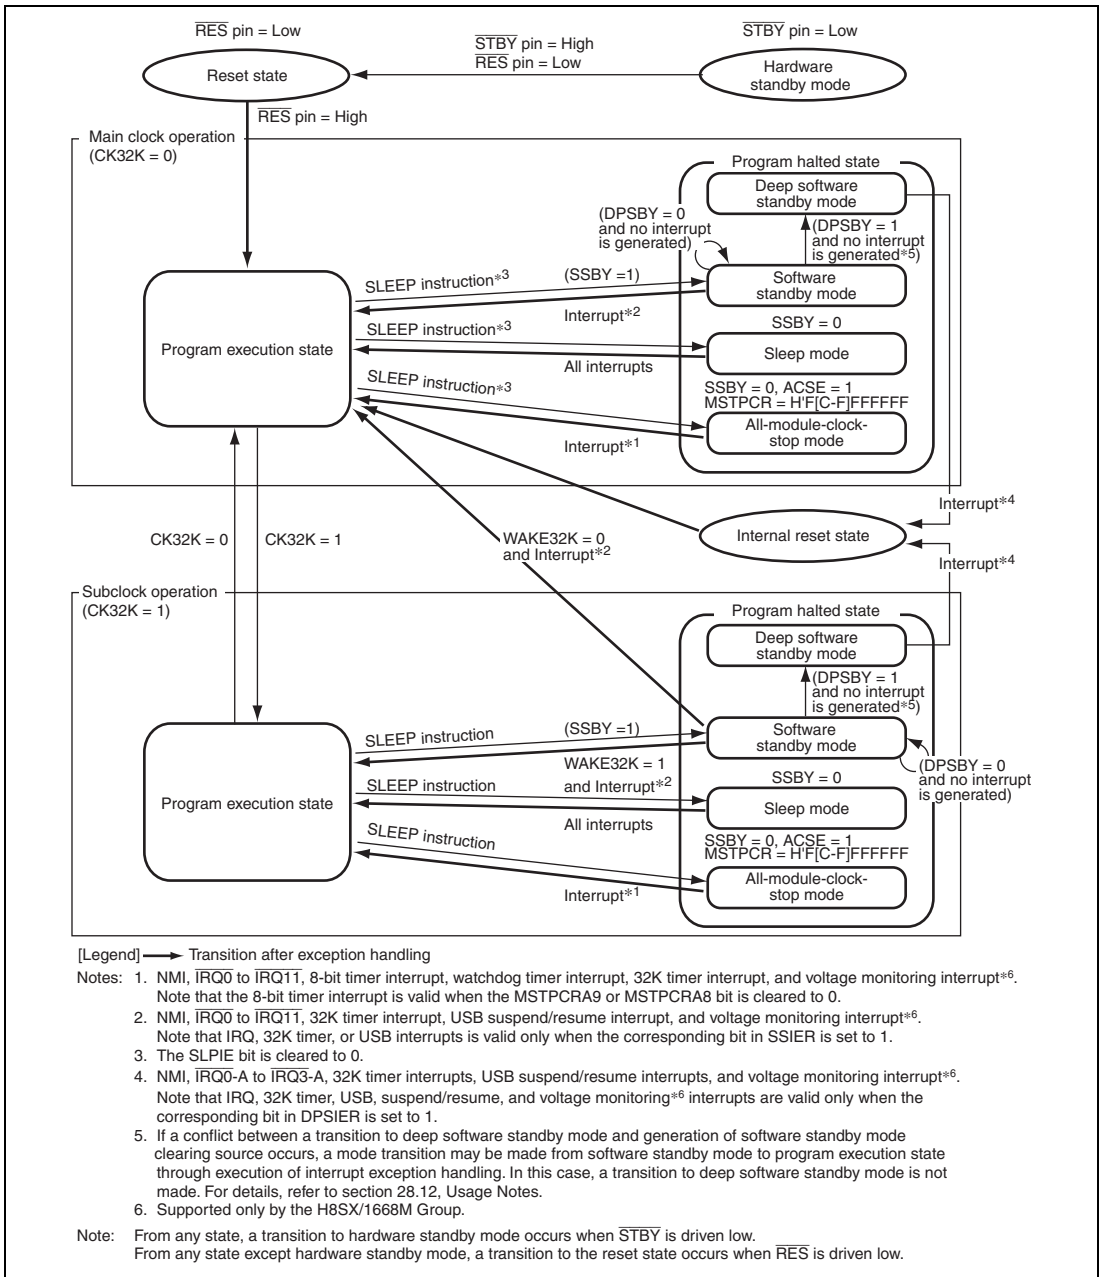 RES pin = Low
STBY pin = High
RES pin = Low
STBY pin = Low
Reset state
Hardware
standby mode
RES pin = High
Main clock operation
(CK32K = 0)
Program halted state
Deep software
standby mode
(DPSBY = 0
and no interrupt
is generated)
(DPSBY = 1
and no interrupt
is generated*5)
SLEEP instruction*3
(SSBY =1)
Software
standby mode
Interrupt*2
SSBY = 0
SLEEP instruction*3
Program execution state
Sleep mode
All interrupts
SLEEP instruction*3
SSBY = 0, ACSE = 1
MSTPCR = H'F[C-F]FFFFFF
All-module-clock-
stop mode
Interrupt*1
Interrupt*4
CK32K = 0
CK32K = 1
WAKE32K = 0
and Interrupt*2
Internal reset state
Interrupt*4
Subclock operation
(CK32K = 1)
Program halted state
Deep software
standby mode
(DPSBY = 1
and no interrupt
is generated*5)
SLEEP instruction
(SSBY =1)
Software
standby mode
WAKE32K = 1
and Interrupt*2
(DPSBY = 0
and no interrupt
is generated)
SSBY = 0
SLEEP instruction
Program execution state
Sleep mode
All interrupts
SLEEP instruction
SSBY = 0, ACSE = 1
MSTPCR = H'F[C-F]FFFFFF
All-module-clock-
stop mode
Interrupt*1
[Legend] Transition after exception handling
Notes: 1. NMI, IRQ0 to IRQ11, 8-bit timer interrupt, watchdog timer interrupt, 32K timer interrupt, and voltage monitoring interrupt*6.
Note that the 8-bit timer interrupt is valid when the MSTPCRA9 or MSTPCRA8 bit is cleared to 0.
2. NMI, IRQ0 to IRQ11, 32K timer interrupt, USB suspend/resume interrupt, and voltage monitoring interrupt*6.
Note that IRQ, 32K timer, or USB interrupts is valid only when the corresponding bit in SSIER is set to 1.
3. The SLPIE bit is cleared to 0.
4. NMI, IRQ0-A to IRQ3-A, 32K timer interrupts, USB suspend/resume interrupts, and voltage monitoring interrupt*6.
Note that IRQ, 32K timer, USB, suspend/resume, and voltage monitoring*6 interrupts are valid only when the
corresponding bit in DPSIER is set to 1.
5. If a conflict between a transition to deep software standby mode and generation of software standby mode
clearing source occurs, a mode transition may be made from software standby mode to program execution state
through execution of interrupt exception handling. In this case, a transition to deep software standby mode is not
made. For details, refer to section 28.12, Usage Notes.
6. Supported only by the H8SX/1668M Group.
Note: From any state, a transition to hardware standby mode occurs when STBY is driven low.
From any state except hardware standby mode, a transition to the reset state occurs when RES is driven low.